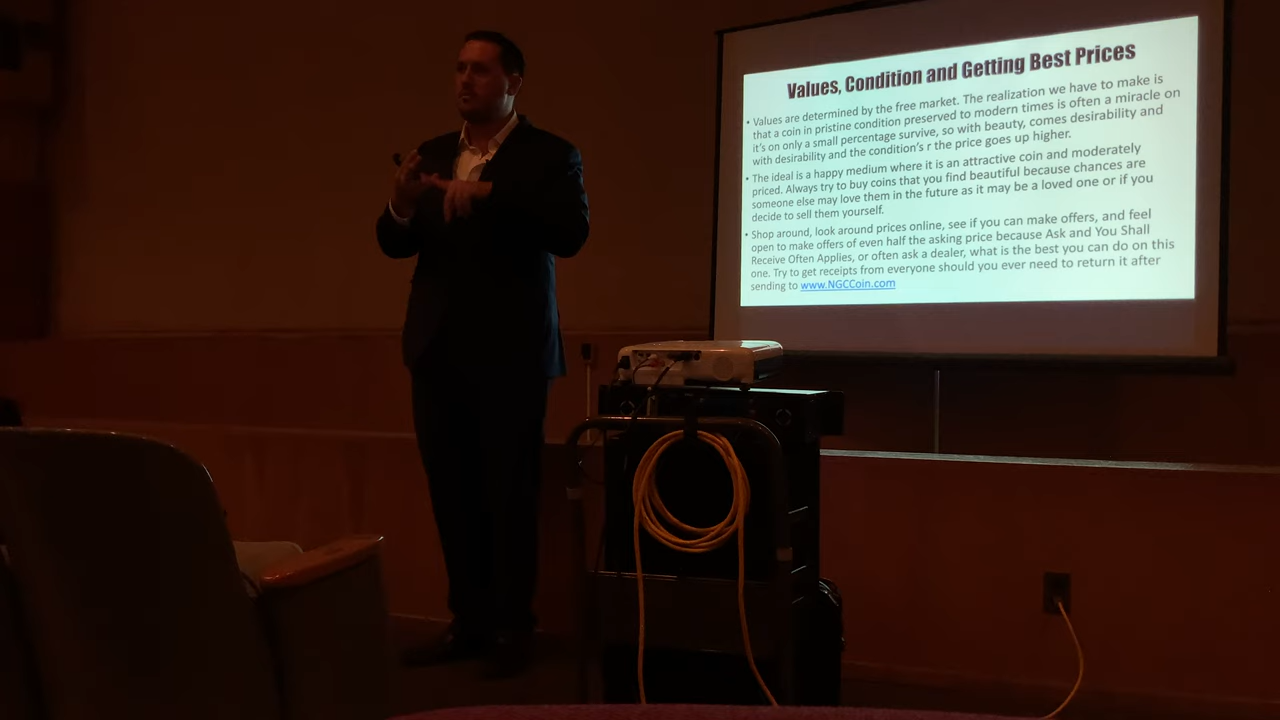 Values, Condition and Getting Best Prices
• Values are determined by the free market. The realization we have to make is
that a coin in pristine condition preserved to modern times is often a miracle on
it's on only a small percentage survive, so with beauty, comes desirability and
with desirability and the condition's r the price goes up higher.
• The ideal is a happy medium where it is an attractive coin and moderately
priced. Always try to buy coins that you find beautiful because chances are
someone else may love them in the future as it may be a loved one or if you
decide to sell them yourself.
• Shop around, look around prices online, see if you can make offers, and feel
open to make offers of even half the asking price because Ask and You Shall
Receive Often Applies, or often ask a dealer, what is the best you can do on this
one. Try to get receipts from everyone should you ever need to return it after
sending to www.NGCCoin.com